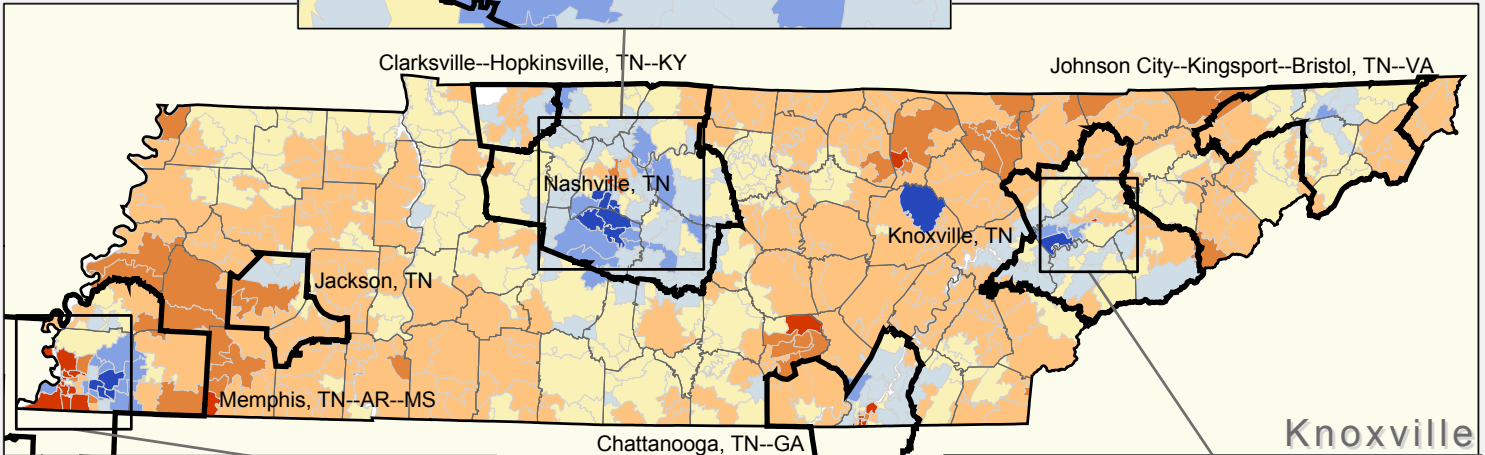 Clarksville--Hopkinsville, TN--KY
Johnson City--Kingsport--Bristol, TN--VA
Nashville, TN
Knoxville, TN
Jackson, TN
Memphis, TN--AR--MS
Chattanooga, TN--GA
Knoxville